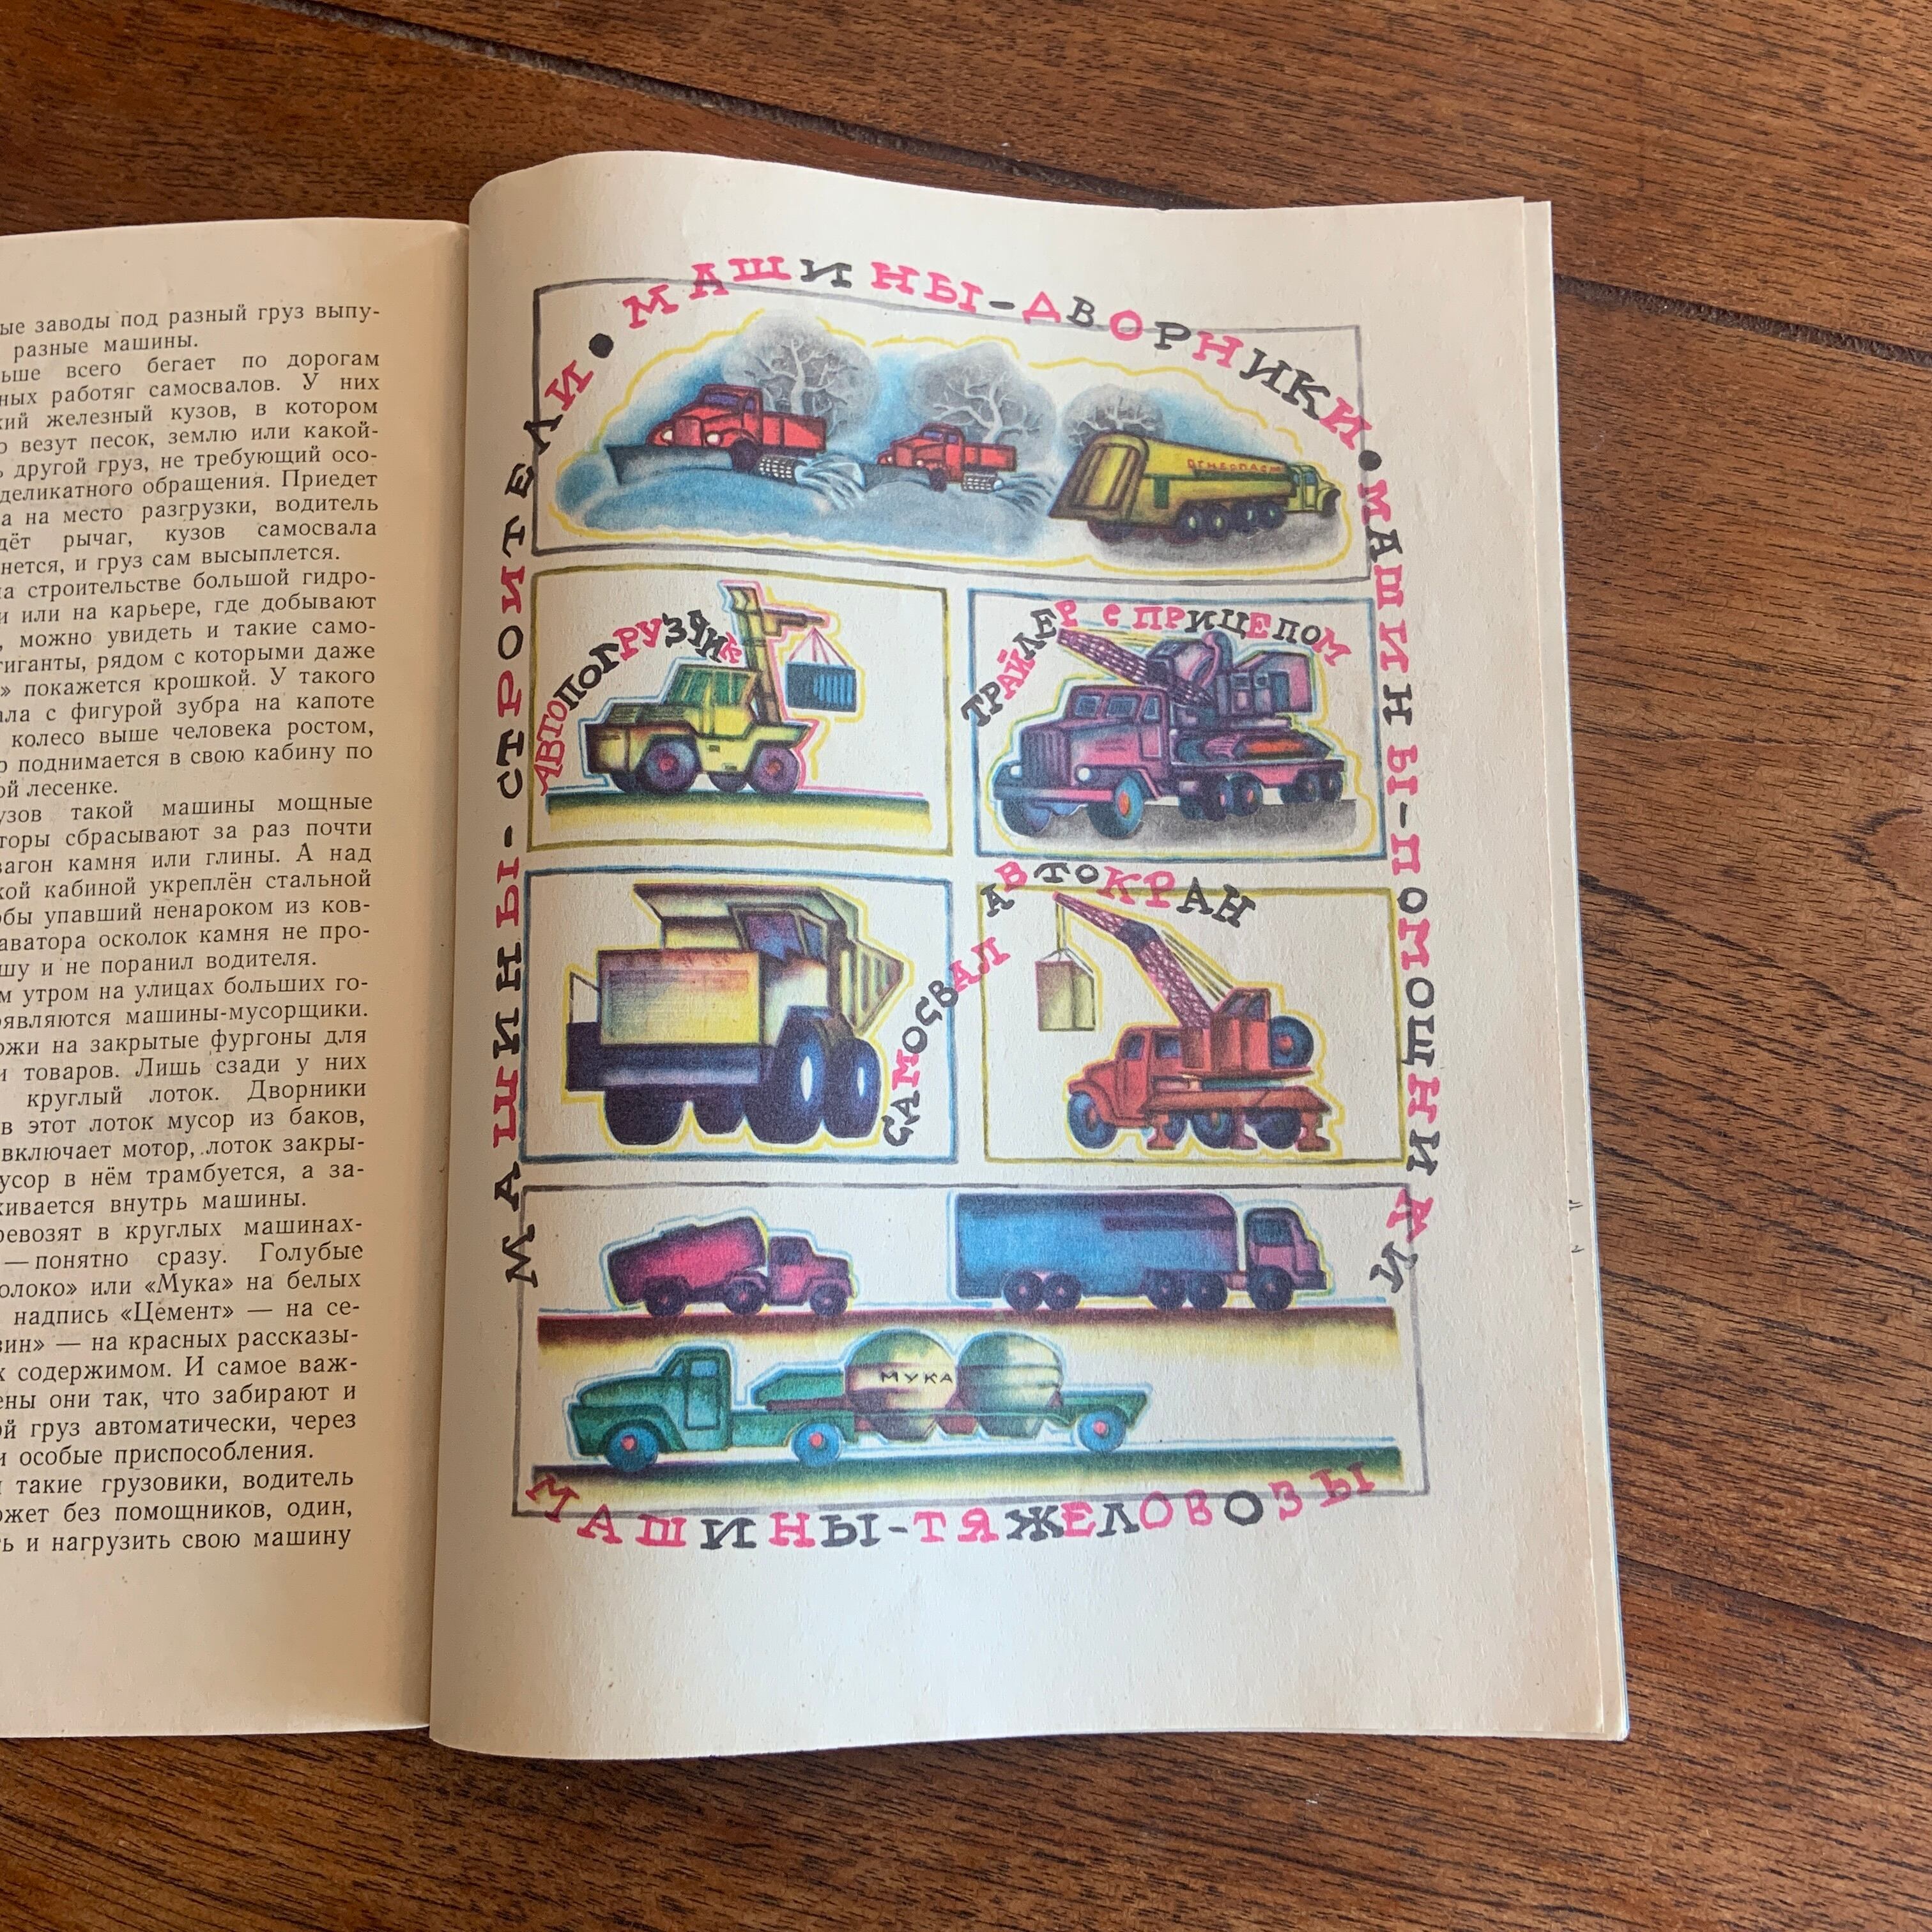 ые заводы под разный груз выпу-
разные машины.
ьше всего бегает по дорогам
ных работяг самосвалов. У них
кий железный кузов, в котором
о везут песок, землю или какой-
ь другой груз, не требующий осо-
деликатного обращения. Приедет
а на место разгрузки, водитель
дёт рычаг, кузов самосвала
нется, и груз сам высыплется.
а строительстве большой гидро-
и или на карьере, где добывают
, можно увидеть и такие само-
гиганты, рядом с которыми даже
» покажется крошкой. У такого
ала с фигурой зубра на капоте
колесо выше человека ростом,
о поднимается в свою кабину по
ой лесенке.
узов такой машины мощные
торы сбрасывают за раз почти
вагон камня или глины. А над
кой кабиной укреплён стальной
обы упавший ненароком из ков-
аватора осколок камня не про-
шу и не поранил водителя.
м утром на улицах больших го-
оявляются машины-мусорщики.
ожи на закрытые фургоны для
и товаров. Лишь сзади у них
круглый лоток. Дворники
в этот лоток мусор из баков,
включает мотор, лоток закры-
усор в нём трамбуется, а за-
кивается внутрь машины.
ревозят в круглых машинах-
— понятно сразу. Голубые
олоко» или «Мука» на белых
надпись «Цемент» — на се-
зин» — на красных рассказы-
х содержимом. И самое важ-
ены они так, что забирают и
ой груз автоматически, через
и особые приспособления.
такие грузовики, водитель
ожет без помощников, один,
ть и нагрузить свою машину
МАШИНЫ-СТРОИТЕЛИ • МАШИНЫ-ДВОРНИКИ • МАШИНЫ-ПОМОЩНИКИ
ОГНЕОПАСН
АВТОПОГРУЗЧИК
ТРАЙЛЕР С ПРИЦЕПОМ
САМОСВАЛ
АВТОКРАН
МУКА
МАШИНЫ-ТЯЖЕЛОВОЗЫ